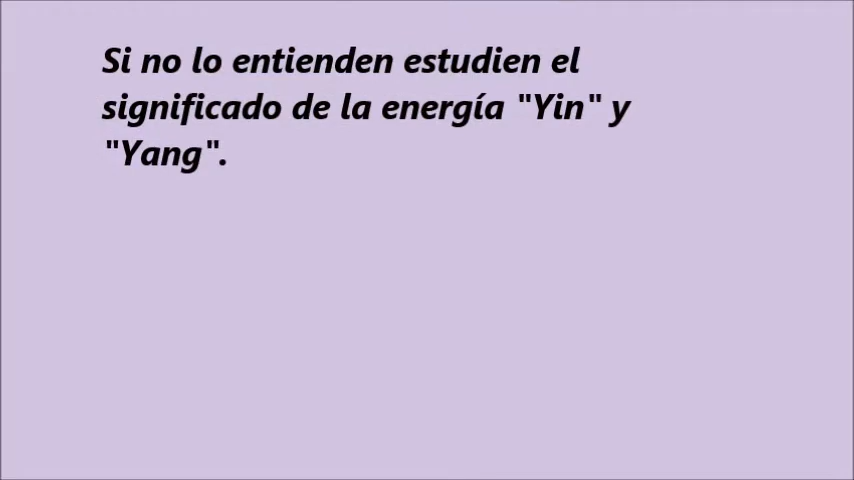 Si no lo entienden estudien el
significado de la energía "Yin" y
"Yang".